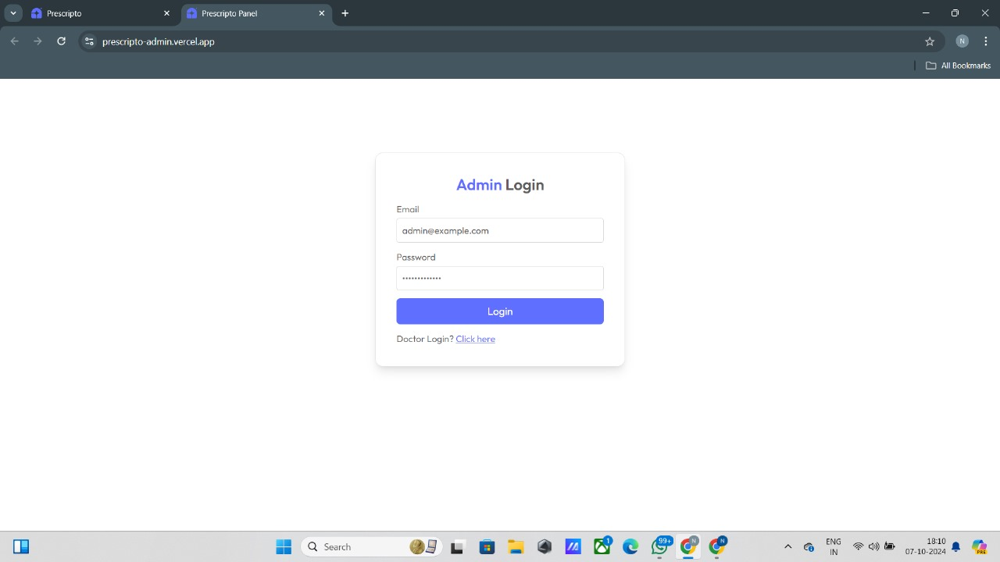 Prescripto
Prescripto Panel
prescripto-admin.vercel.app
N
All Bookmarks
Admin Login
Email
admin@example.com
Password
•••••••••••••
Login
Doctor Login? Click here
Search
1
99+
N
N
PRE
ENG
IN
18:10
07-10-2024